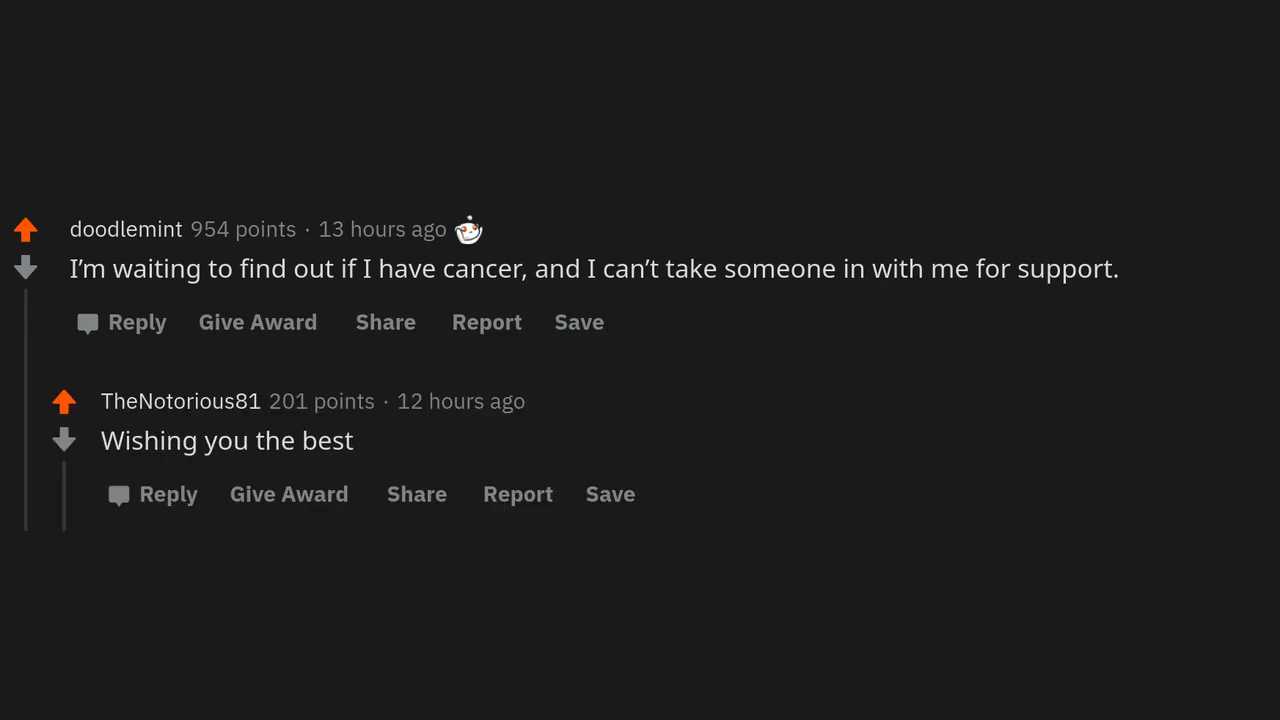 doodlemint 954 points · 13 hours ago
I’m waiting to find out if I have cancer, and I can’t take someone in with me for support.
Reply Give Award Share Report Save
TheNotorious81 201 points · 12 hours ago
Wishing you the best
Reply Give Award Share Report Save